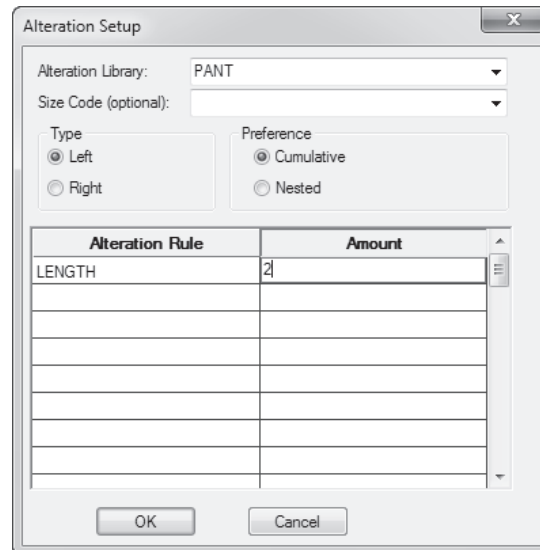 Alteration Setup
Alteration Library: PANT
Size Code (optional):
Type Preference
Left Cumulative
Right Nested
Alteration Rule Amount
LENGTH 2
OK Cancel